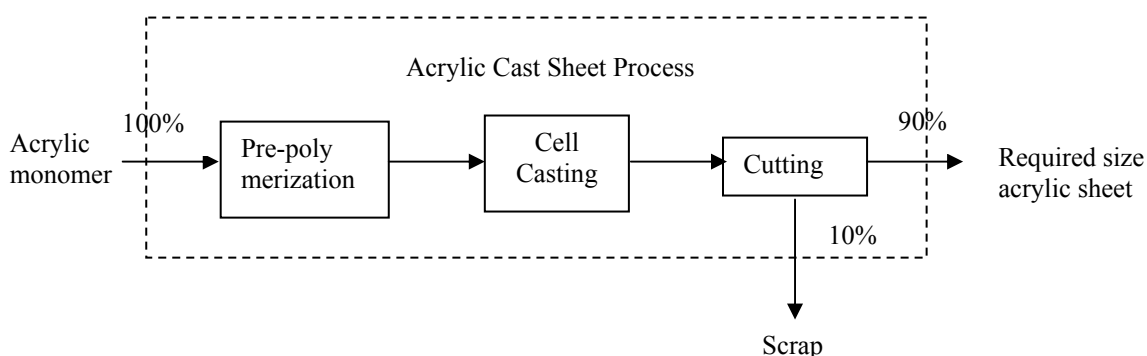 Acrylic Cast Sheet Process
100%
90%
Acrylic
monomer
Pre-poly
merization
Cell
Casting
Cutting
Required size
acrylic sheet
10%
Scrap